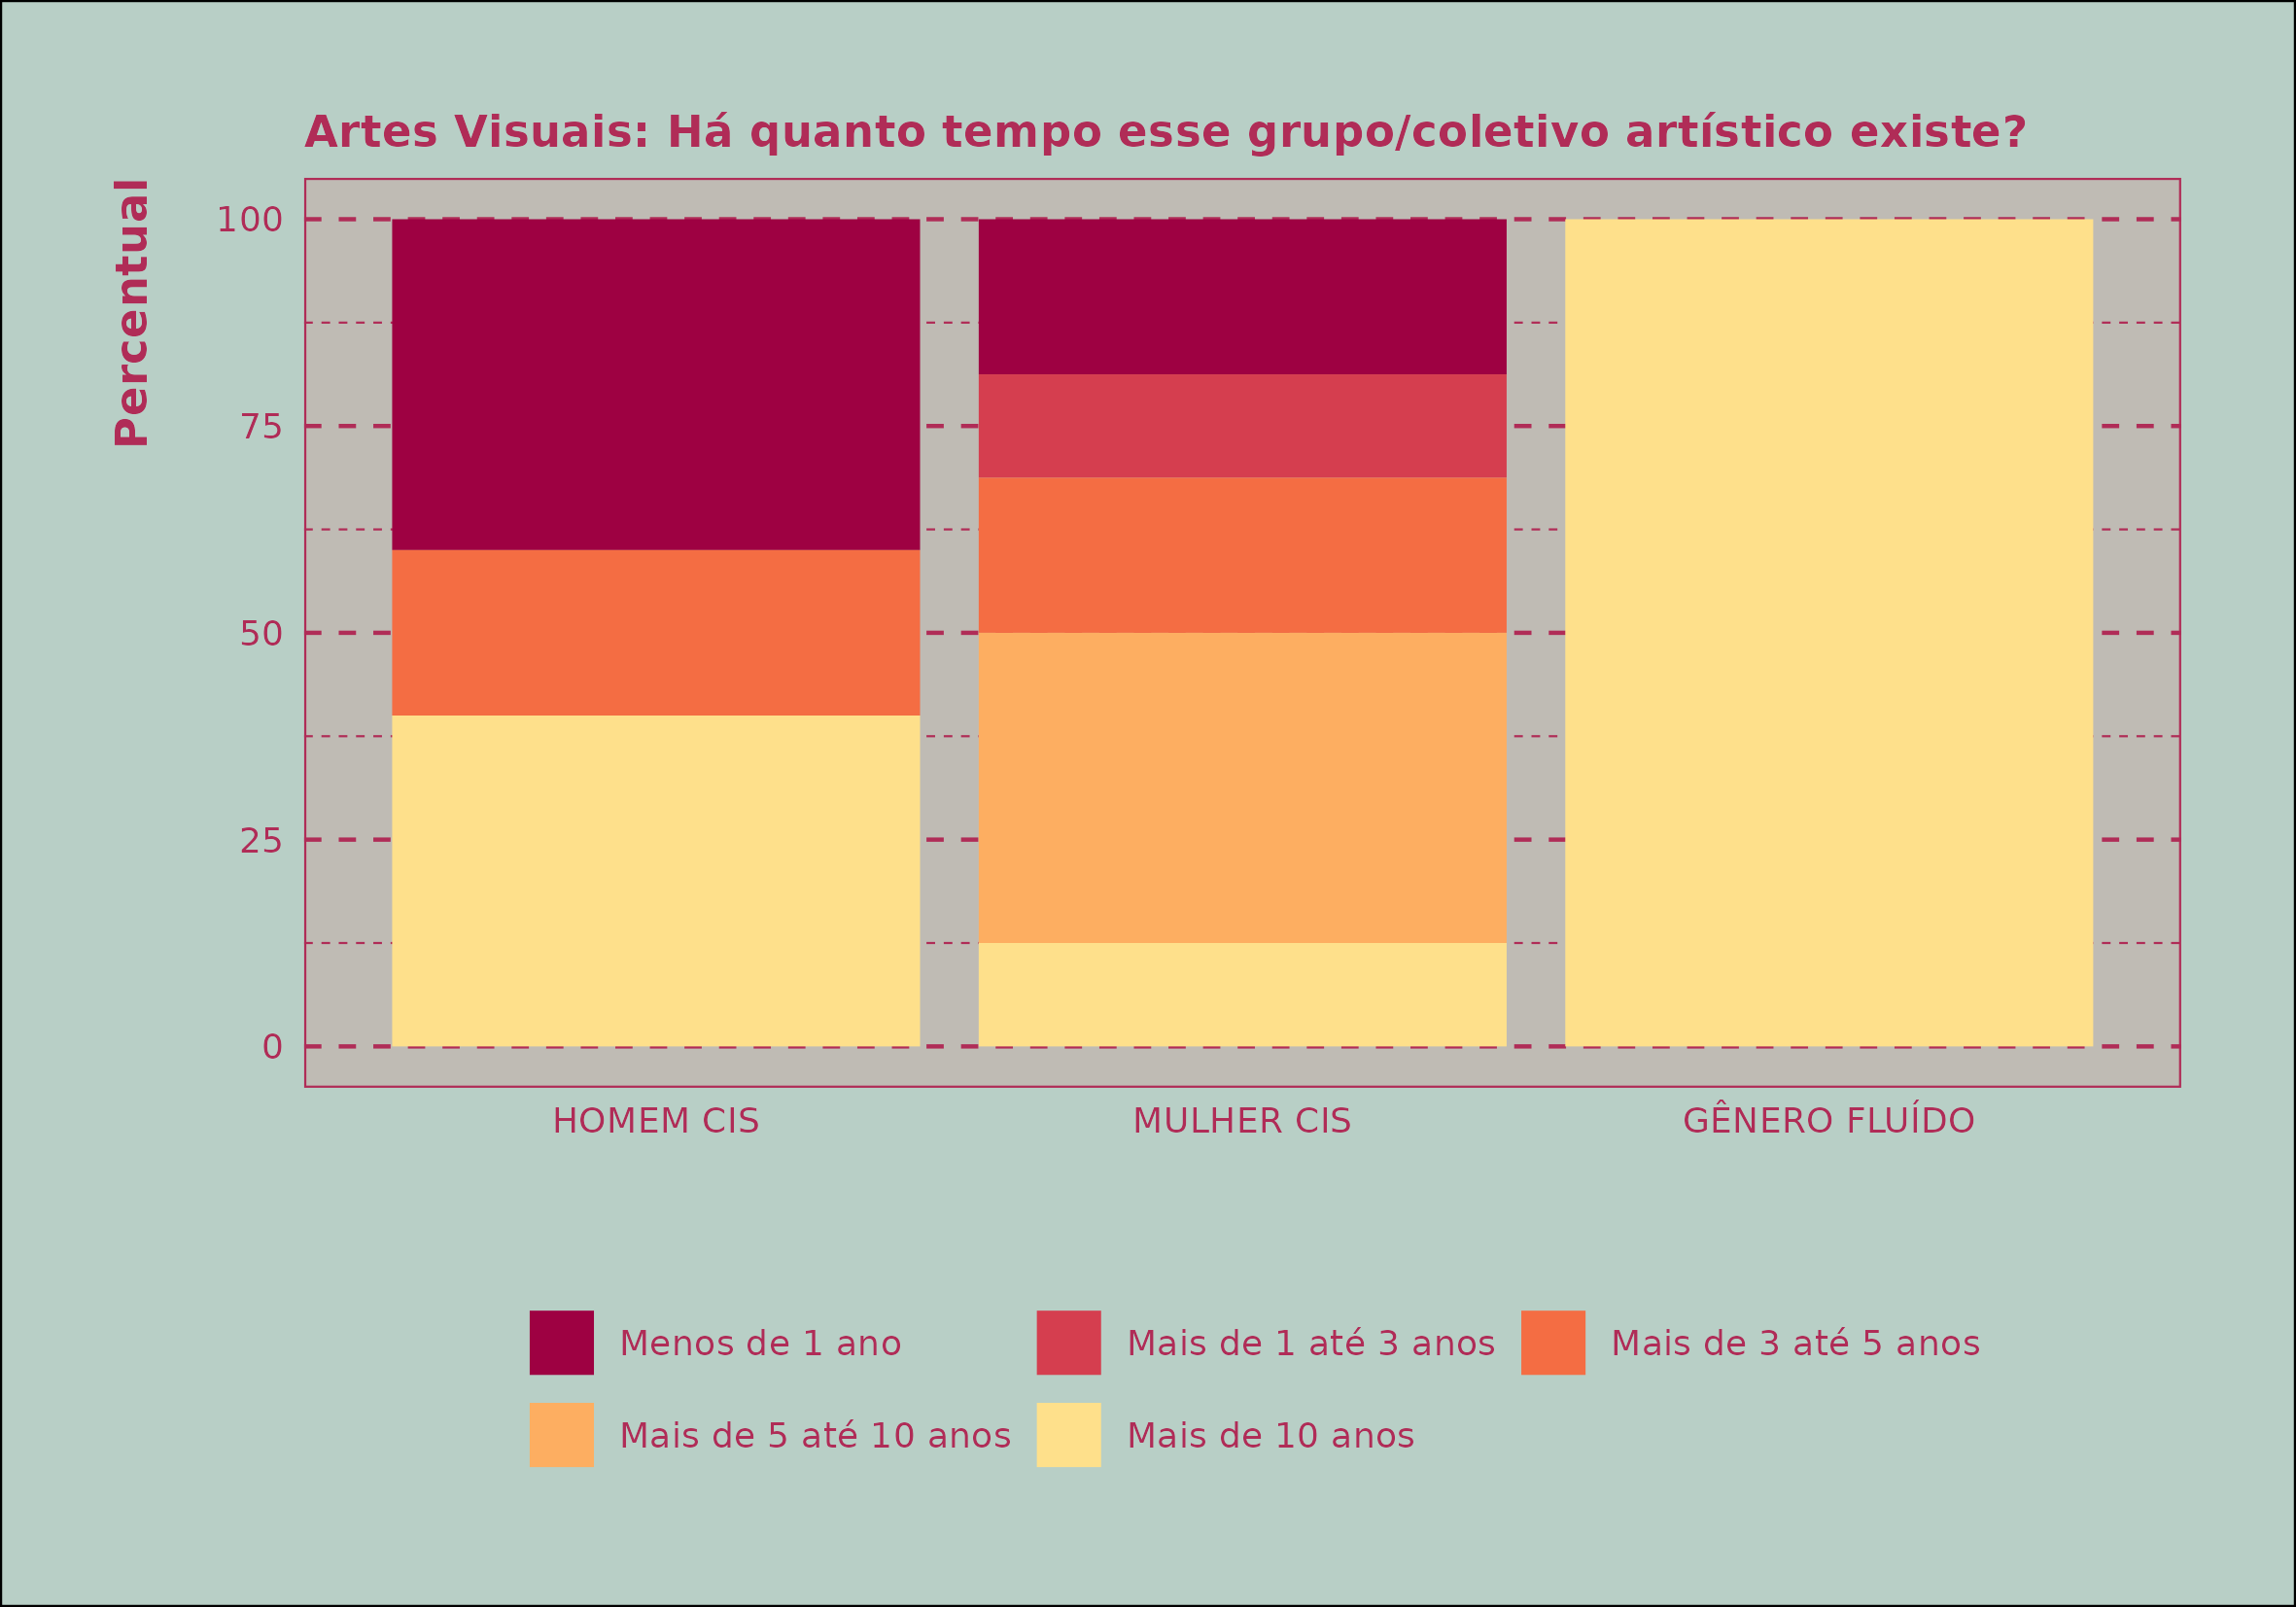 Artes Visuais: Há quanto tempo esse grupo/coletivo artístico existe?
Percentual
100
75
50
25
0
HOMEM CIS
MULHER CIS
GÊNERO FLUÍDO
Menos de 1 ano
Mais de 1 até 3 anos
Mais de 3 até 5 anos
Mais de 5 até 10 anos
Mais de 10 anos